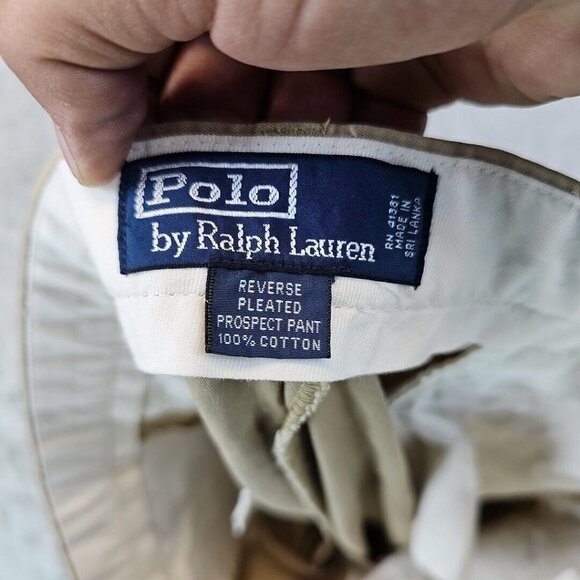 Polo
by Ralph Lauren
RN 41381
MADE IN
SRI LANKA
REVERSE
PLEATED
PROSPECT PANT
100% COTTON